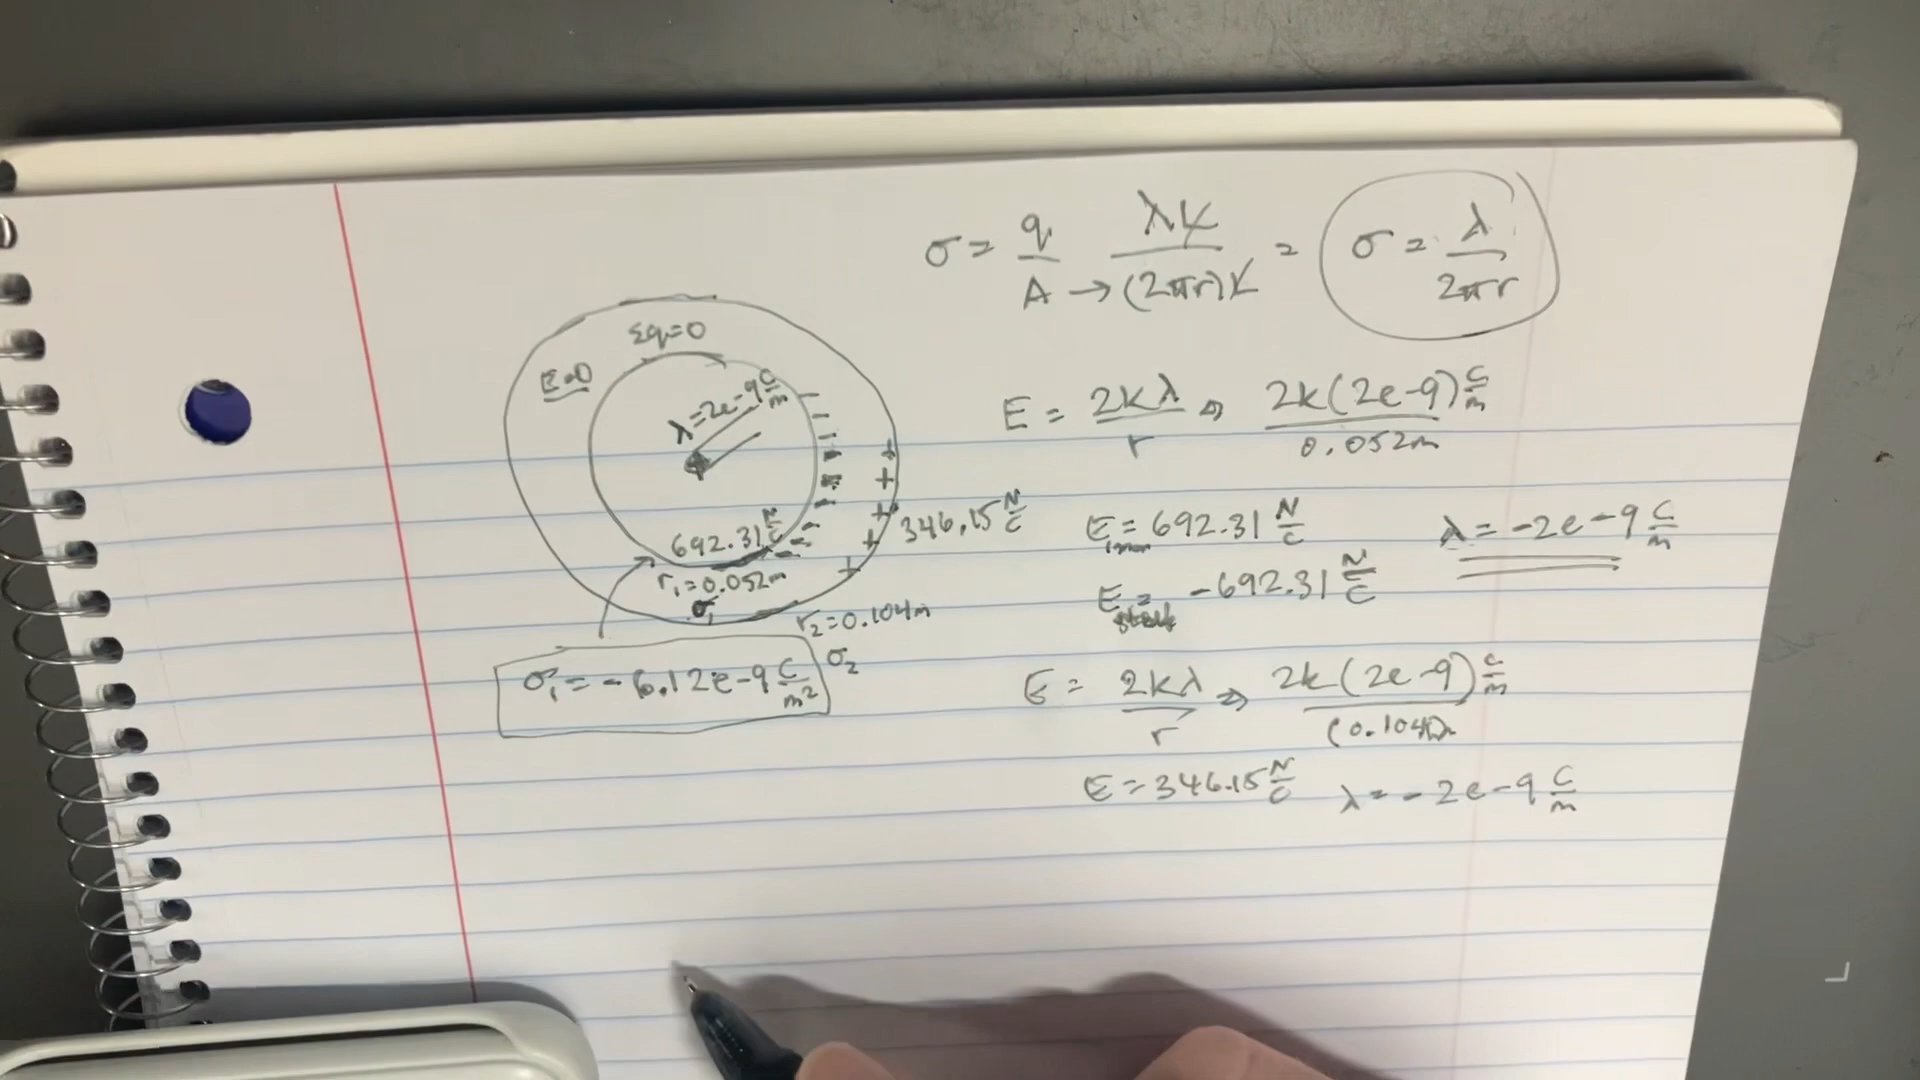 σ = q/A → λL/(2πr)L = σ = λ/2πr
Σq=0
E=0
λ=2e-9 C/m
E = 2kλ/r ⇒ 2k(2e-9) C/m / 0.052m
692.31 N/C
346.15 N/C
E = 692.31 N/C
λ = -2e-9 C/m
r₁=0.052m
σ₁
r₂=0.104m
E = -692.31 N/C
σ₁ = -6.12e-9 C/m²
σ₂
E = 2kλ/r ⇒ 2k(2e-9) C/m / (0.104)m
E = 346.15 N/C
λ = -2e-9 C/m